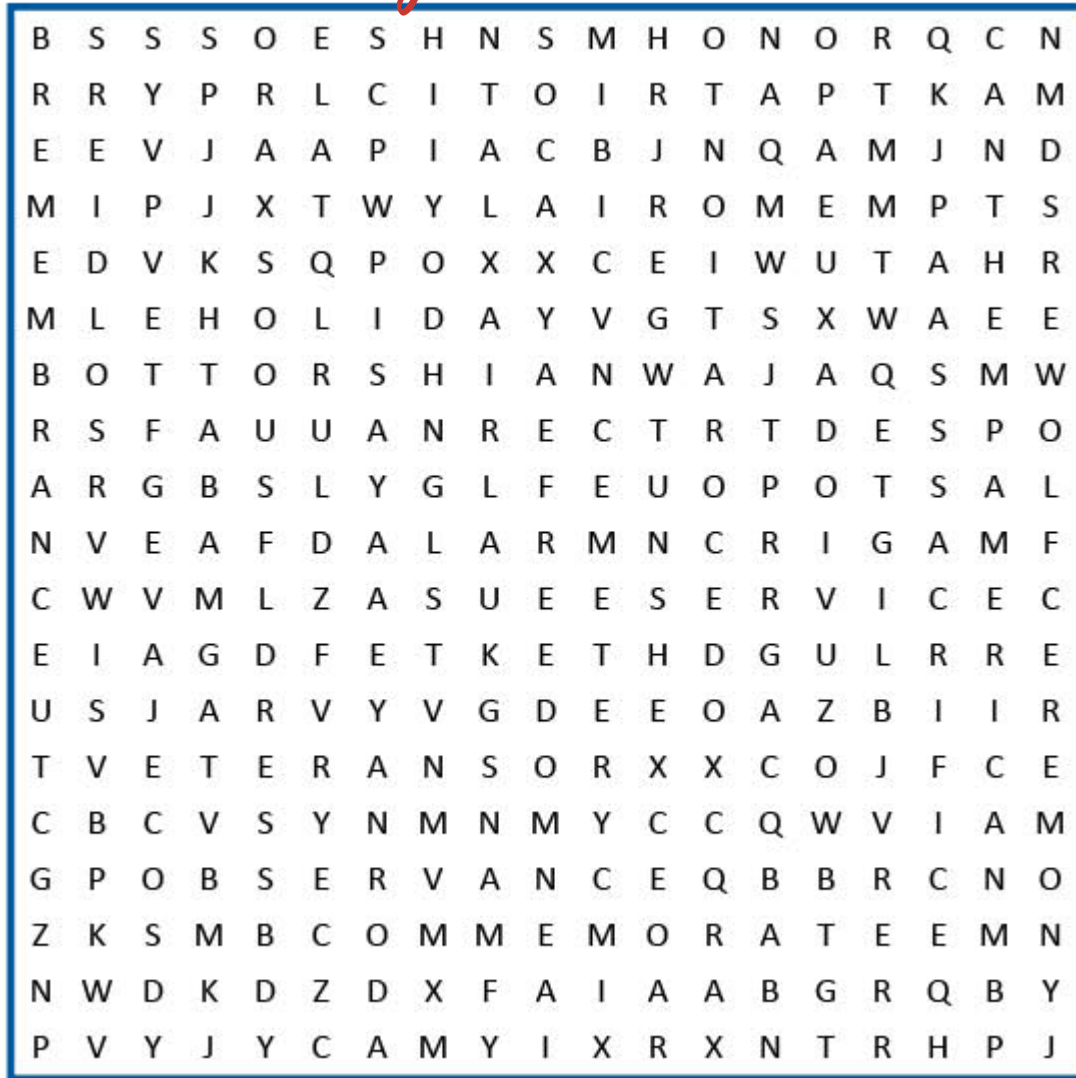 B S S S O E S H N S M H O N O R Q C N
R R Y P R L C I T O I R T A P T K A M
E E V J A A P I A C B J N Q A M J N D
M I P J X T W Y L A I R O M E M P T S
E D V K S Q P O X X C E I W U T A H R
M L E H O L I D A Y V G T S X W A E E
B O T T O R S H I A N W A J A Q S M W
R S F A U U A N R E C T R T D E S P O
A R G B S L Y G L F E U O P O T S A L
N V E A F D A L A R M N C R I G A M F
C W V M L Z A S U E E S E R V I C E C
E I A G D F E T K E T H D G U L R R E
U S J A R V Y V G D E E O A Z B I I R
T V E T E R A N S O R X X C O J F C E
C B C V S Y N M N M Y C C Q W V I A M
G P O B S E R V A N C E Q B B R C N O
Z K S M B C O M M E M O R A T E E M N
N W D K D Z D X F A I A A B G R Q B Y
P V Y J Y C A M Y I X R X N T R H P J